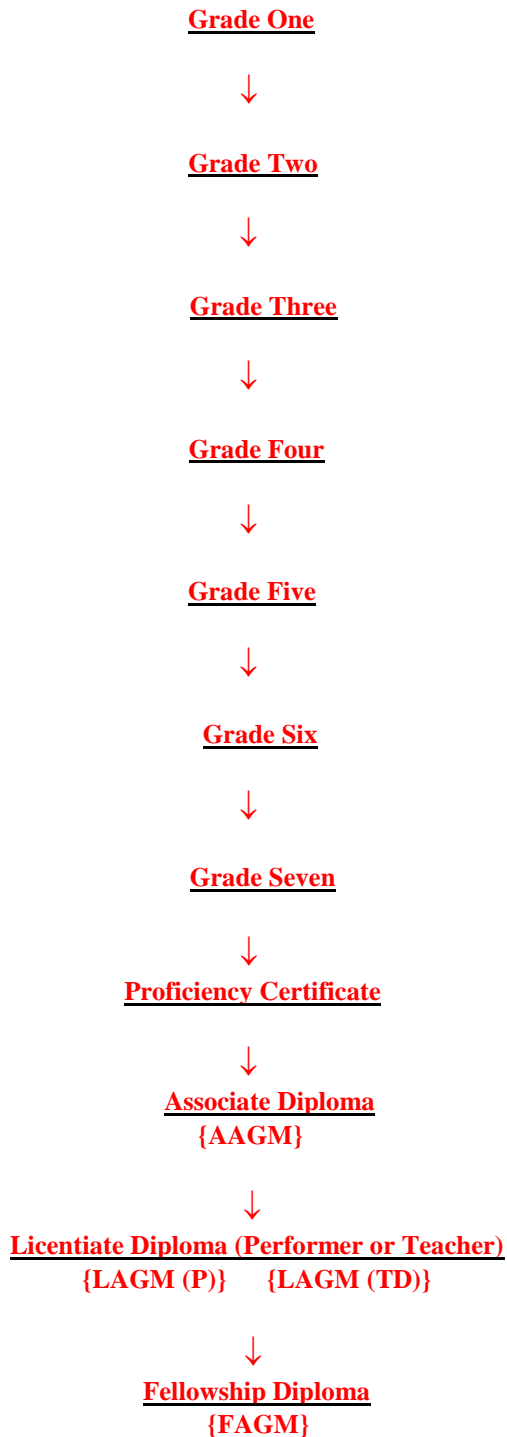 Grade One
↓
Grade Two
↓
Grade Three
↓
Grade Four
↓
Grade Five
↓
Grade Six
↓
Grade Seven
↓
Proficiency Certificate
↓
Associate Diploma
{AAGM}
↓
Licentiate Diploma (Performer or Teacher)
{LAGM (P)} {LAGM (TD)}
↓
Fellowship Diploma
{FAGM}